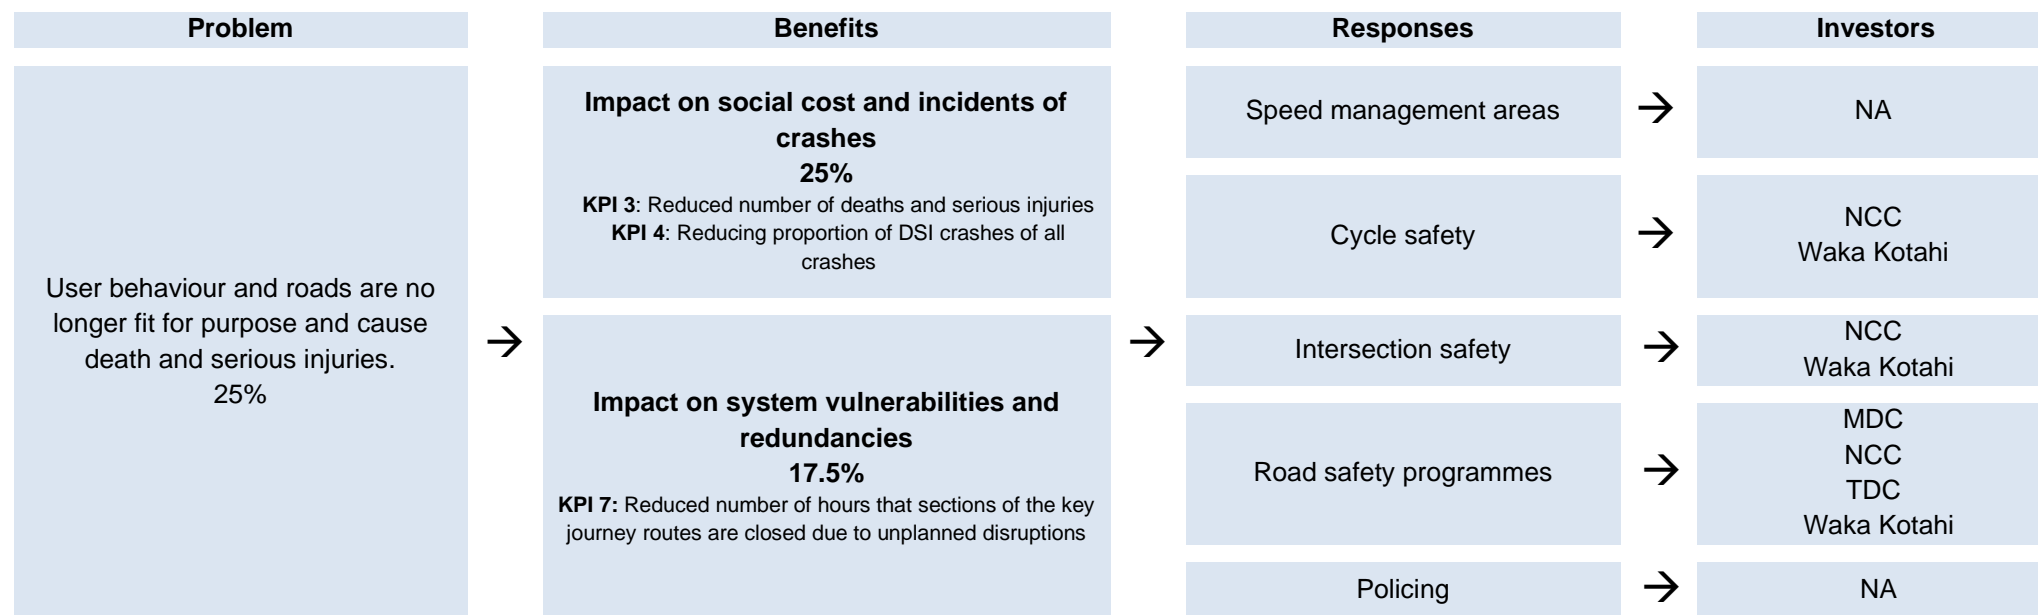 Problem
Benefits
Responses
Investors
User behaviour and roads are no
longer fit for purpose and cause
death and serious injuries.
25%
→
Impact on social cost and incidents of
crashes
25%
KPI 3: Reduced number of deaths and serious injuries
KPI 4: Reducing proportion of DSI crashes of all
crashes
Impact on system vulnerabilities and
redundancies
17.5%
KPI 7: Reduced number of hours that sections of the key
journey routes are closed due to unplanned disruptions
→
Speed management areas → NA
Cycle safety → NCC
Waka Kotahi
Intersection safety → NCC
Waka Kotahi
Road safety programmes → MDC
NCC
TDC
Waka Kotahi
Policing → NA